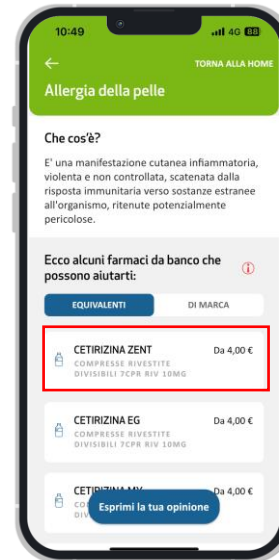 10:49
4G 88
TORNA ALLA HOME
Allergia della pelle
Che cos'è?
E' una manifestazione cutanea infiammatoria,
violenta e non controllata, scatenata dalla
risposta immunitaria verso sostanze estranee
all'organismo, ritenute potenzialmente
pericolose.
Ecco alcuni farmaci da banco che
possono aiutarti:
EQUIVALENTI DI MARCA
CETIRIZINA ZENT Da 4,00 €
COMPRESSE RIVESTITE
DIVISIBILI 7CPR RIV 10MG
CETIRIZINA EG Da 4,00 €
COMPRESSE RIVESTITE
DIVISIBILI 7CPR RIV 10MG
Da 4,00 €
Esprimi la tua opinione